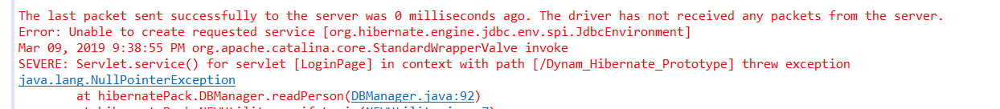 The last packet sent successfully to the server was 0 milliseconds ago. The driver has not received any packets from the server.
Error: Unable to create requested service [org.hibernate.engine.jdbc.env.spi.JdbcEnvironment]
Mar 09, 2019 9:38:55 PM org.apache.catalina.core.StandardWrapperValve invoke
SEVERE: Servlet.service() for servlet [LoginPage] in context with path [/Dynam_Hibernate_Prototype] threw exception
java.lang.NullPointerException
at hibernatePack.DBManager.readPerson(DBManager.java:92)